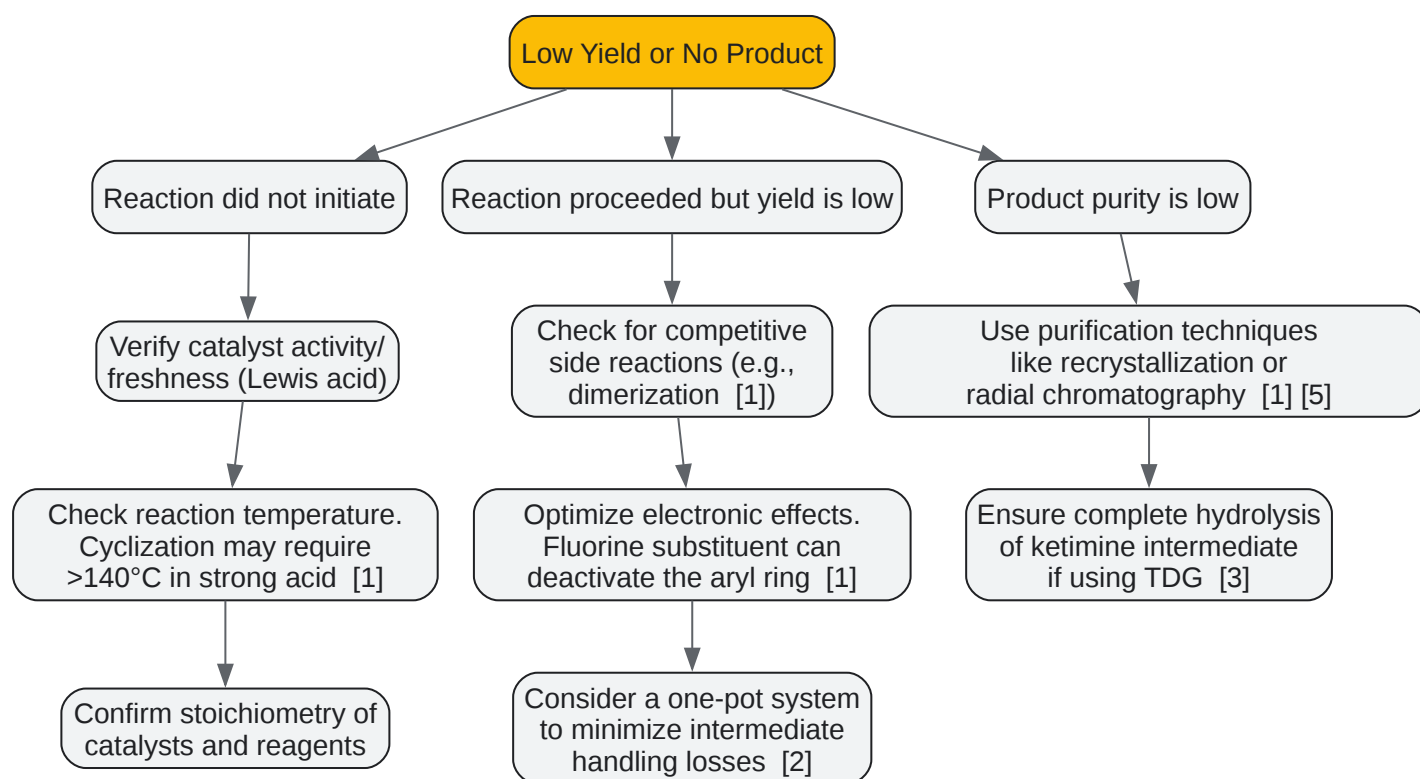 Low Yield or No Product
Reaction did not initiate
Reaction proceeded but yield is low
Product purity is low
Verify catalyst activity/
freshness (Lewis acid)
Check for competitive
side reactions (e.g.,
dimerization [1])
Use purification techniques
like recrystallization or
radial chromatography [1] [5]
Check reaction temperature.
Cyclization may require
>140°C in strong acid [1]
Optimize electronic effects.
Fluorine substituent can
deactivate the aryl ring [1]
Ensure complete hydrolysis
of ketimine intermediate
if using TDG [3]
Confirm stoichiometry of
catalysts and reagents
Consider a one-pot system
to minimize intermediate
handling losses [2]